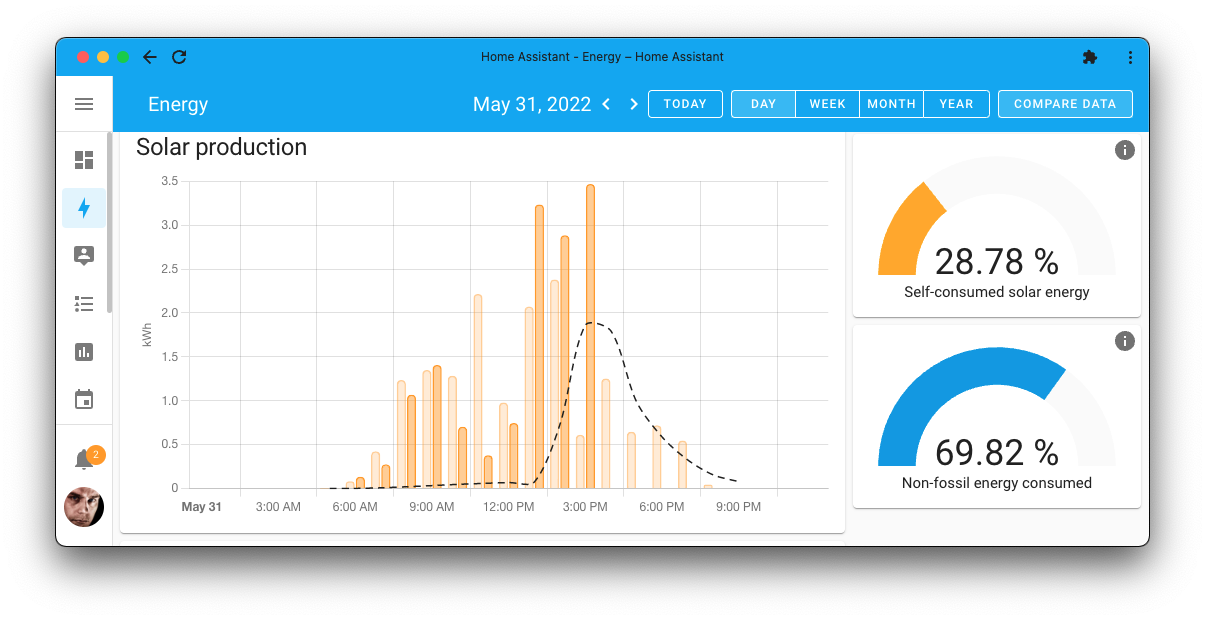 Home Assistant - Energy – Home Assistant
Energy
May 31, 2022
TODAY
DAY
WEEK
MONTH
YEAR
COMPARE DATA
Solar production
kWh
3.5
3.0
2.5
2.0
1.5
1.0
0.5
0
May 31
3:00 AM
6:00 AM
9:00 AM
12:00 PM
3:00 PM
6:00 PM
9:00 PM
28.78 %
Self-consumed solar energy
69.82 %
Non-fossil energy consumed
2